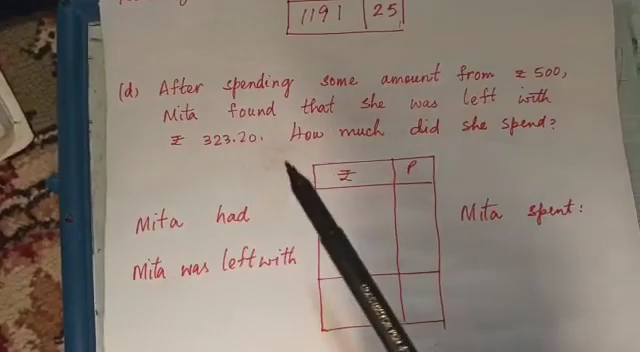 1191 25
(d) After spending some amount from ₹ 500,
Mita found that she was left with
₹ 323.20. How much did she spend?
₹ P
Mita had
Mita spent:
Mita was left with